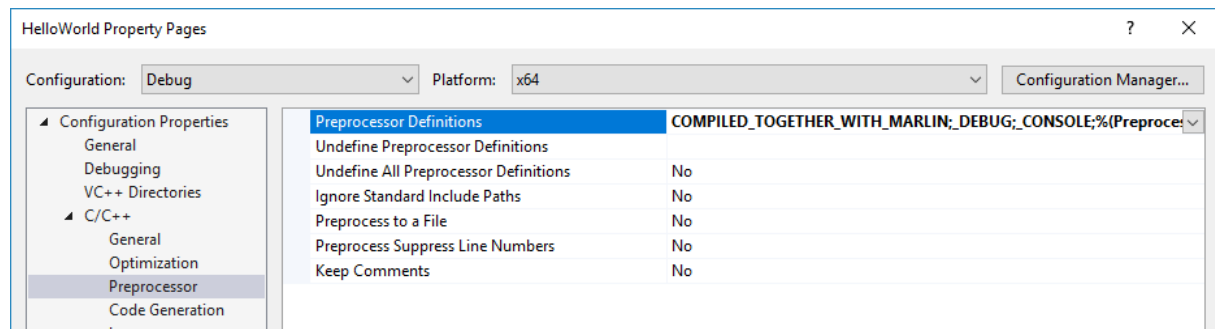 HelloWorld Property Pages ?
Configuration: Debug Platform: x64 Configuration Manager...
Configuration Properties
General
Debugging
VC++ Directories
C/C++
General
Optimization
Preprocessor
Code Generation
Preprocessor Definitions COMPILED_TOGETHER_WITH_MARLIN;_DEBUG;_CONSOLE;%(Preproces
Undefine Preprocessor Definitions
Undefine All Preprocessor Definitions No
Ignore Standard Include Paths No
Preprocess to a File No
Preprocess Suppress Line Numbers No
Keep Comments No